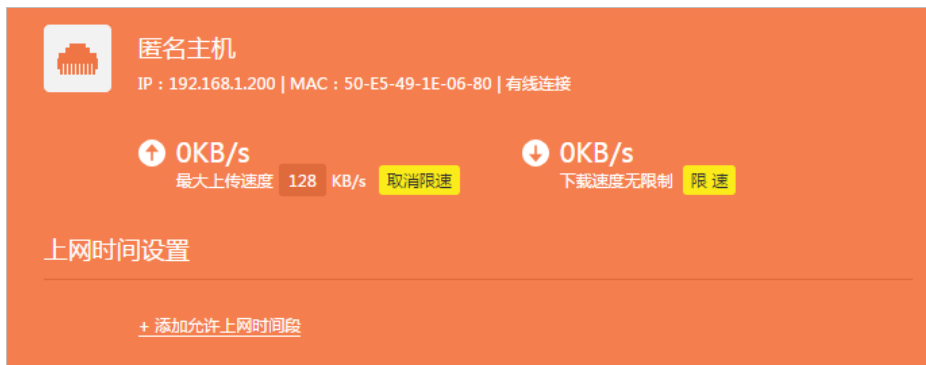 匿名主机
IP：192.168.1.200 | MAC：50-E5-49-1E-06-80 | 有线连接
0KB/s
最大上传速度 128 KB/s 取消限速
0KB/s
下载速度无限制 限 速
上网时间设置
+ 添加允许上网时间段